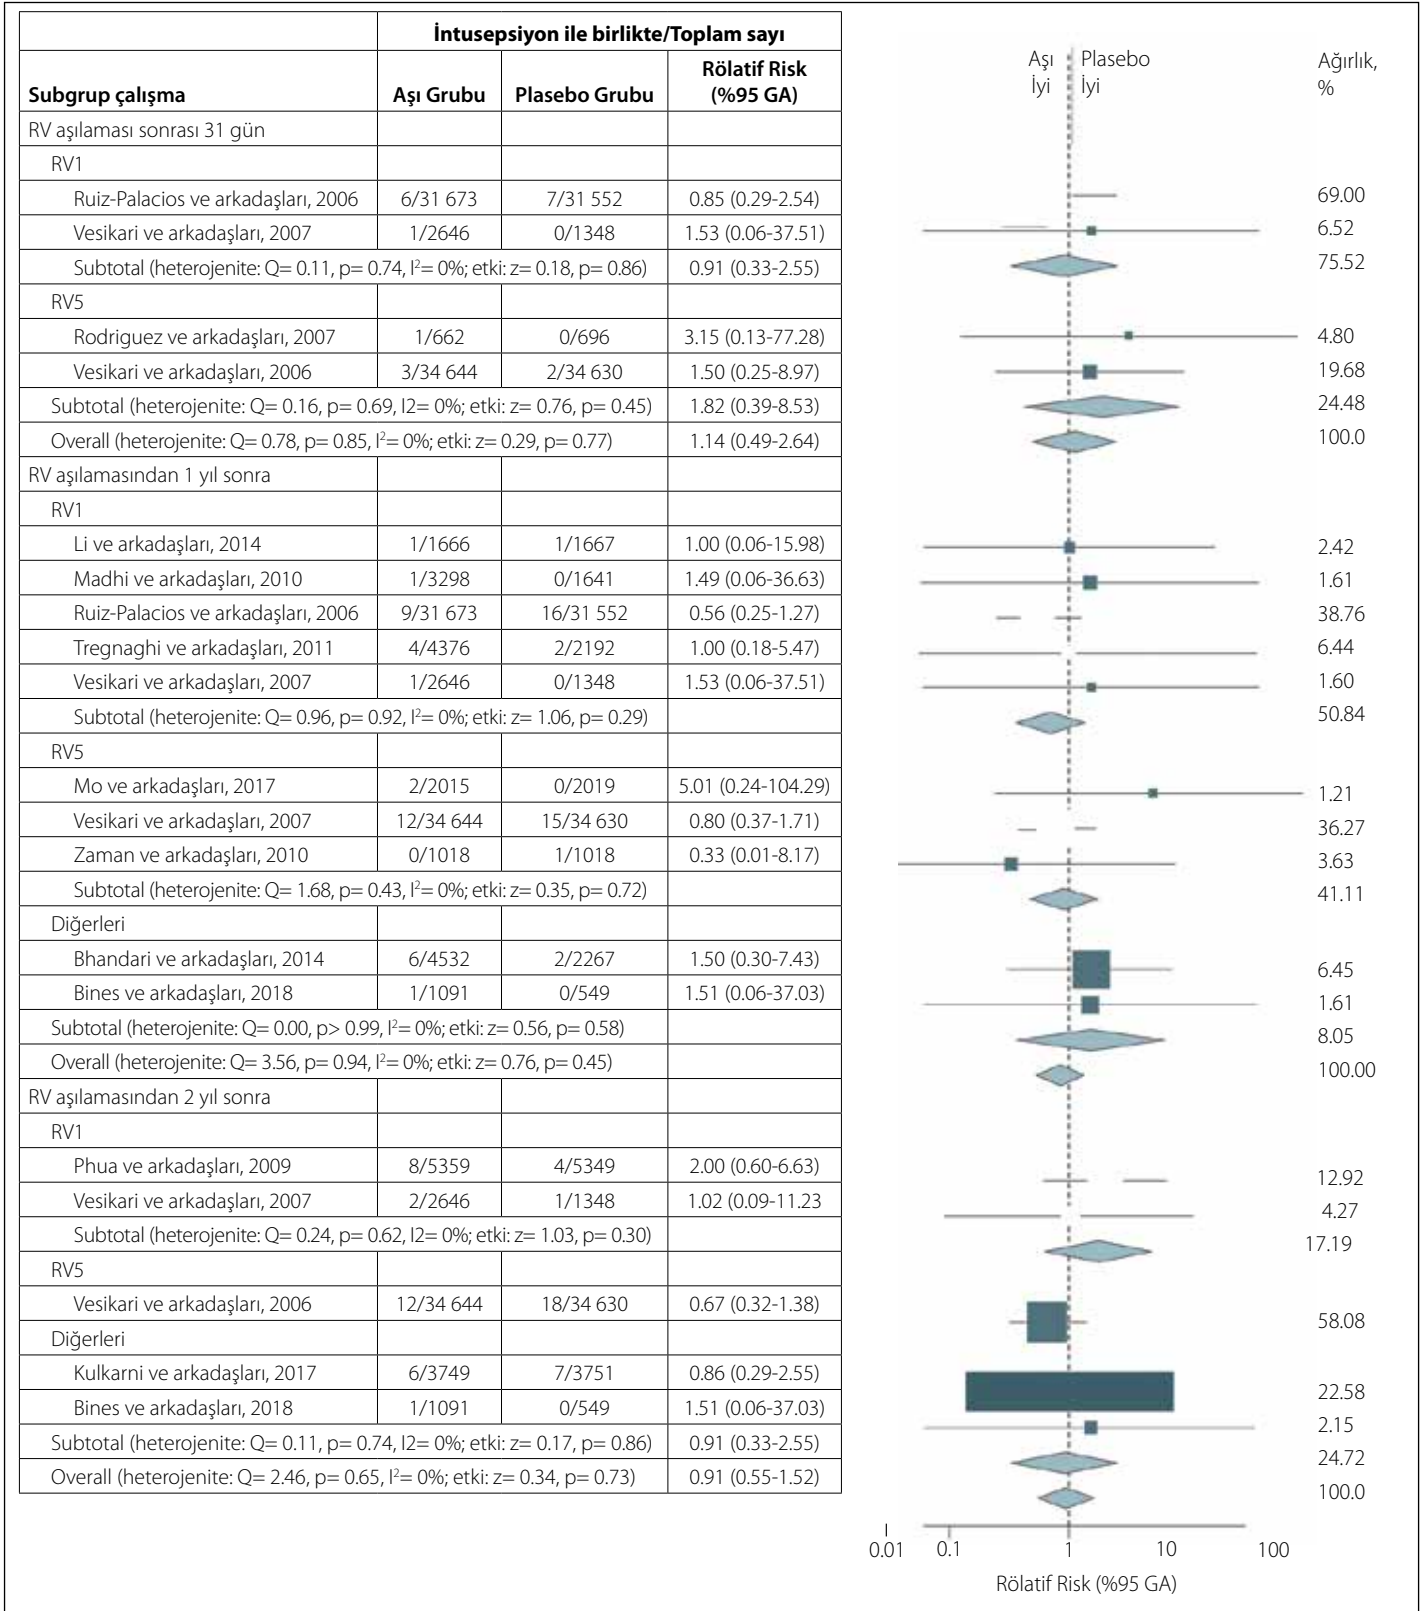 İntusepsiyon ile birlikte/Toplam sayı
Subgrup çalışma Aşı Grubu Plasebo Grubu Rölatif Risk (%95 GA)
Aşı İyi Plasebo İyi Ağırlık, %
RV aşılaması sonrası 31 gün
RV1
Ruiz-Palacios ve arkadaşları, 2006 6/31 673 7/31 552 0.85 (0.29-2.54) 69.00
Vesikari ve arkadaşları, 2007 1/2646 0/1348 1.53 (0.06-37.51) 6.52
Subtotal (heterojenite: Q= 0.11, p= 0.74, I²= 0%; etki: z= 0.18, p= 0.86) 0.91 (0.33-2.55) 75.52
RV5
Rodriguez ve arkadaşları, 2007 1/662 0/696 3.15 (0.13-77.28) 4.80
Vesikari ve arkadaşları, 2006 3/34 644 2/34 630 1.50 (0.25-8.97) 19.68
Subtotal (heterojenite: Q= 0.16, p= 0.69, I2= 0%; etki: z= 0.76, p= 0.45) 1.82 (0.39-8.53) 24.48
Overall (heterojenite: Q= 0.78, p= 0.85, I²= 0%; etki: z= 0.29, p= 0.77) 1.14 (0.49-2.64) 100.0
RV aşılamasından 1 yıl sonra
RV1
Li ve arkadaşları, 2014 1/1666 1/1667 1.00 (0.06-15.98) 2.42
Madhi ve arkadaşları, 2010 1/3298 0/1641 1.49 (0.06-36.63) 1.61
Ruiz-Palacios ve arkadaşları, 2006 9/31 673 16/31 552 0.56 (0.25-1.27) 38.76
Tregnaghi ve arkadaşları, 2011 4/4376 2/2192 1.00 (0.18-5.47) 6.44
Vesikari ve arkadaşları, 2007 1/2646 0/1348 1.53 (0.06-37.51) 1.60
Subtotal (heterojenite: Q= 0.96, p= 0.92, I²= 0%; etki: z= 1.06, p= 0.29) 50.84
RV5
Mo ve arkadaşları, 2017 2/2015 0/2019 5.01 (0.24-104.29) 1.21
Vesikari ve arkadaşları, 2007 12/34 644 15/34 630 0.80 (0.37-1.71) 36.27
Zaman ve arkadaşları, 2010 0/1018 1/1018 0.33 (0.01-8.17) 3.63
Subtotal (heterojenite: Q= 1.68, p= 0.43, I²= 0%; etki: z= 0.35, p= 0.72) 41.11
Diğerleri
Bhandari ve arkadaşları, 2014 6/4532 2/2267 1.50 (0.30-7.43) 6.45
Bines ve arkadaşları, 2018 1/1091 0/549 1.51 (0.06-37.03) 1.61
Subtotal (heterojenite: Q= 0.00, p> 0.99, I²= 0%; etki: z= 0.56, p= 0.58) 8.05
Overall (heterojenite: Q= 3.56, p= 0.94, I²= 0%; etki: z= 0.76, p= 0.45) 100.00
RV aşılamasından 2 yıl sonra
RV1
Phua ve arkadaşları, 2009 8/5359 4/5349 2.00 (0.60-6.63) 12.92
Vesikari ve arkadaşları, 2007 2/2646 1/1348 1.02 (0.09-11.23 4.27
Subtotal (heterojenite: Q= 0.24, p= 0.62, I2= 0%; etki: z= 1.03, p= 0.30) 17.19
RV5
Vesikari ve arkadaşları, 2006 12/34 644 18/34 630 0.67 (0.32-1.38) 58.08
Diğerleri
Kulkarni ve arkadaşları, 2017 6/3749 7/3751 0.86 (0.29-2.55) 22.58
Bines ve arkadaşları, 2018 1/1091 0/549 1.51 (0.06-37.03) 2.15
Subtotal (heterojenite: Q= 0.11, p= 0.74, I2= 0%; etki: z= 0.17, p= 0.86) 0.91 (0.33-2.55) 24.72
Overall (heterojenite: Q= 2.46, p= 0.65, I²= 0%; etki: z= 0.34, p= 0.73) 0.91 (0.55-1.52) 100.0
0.01 0.1 1 10 100
Rölatif Risk (%95 GA)